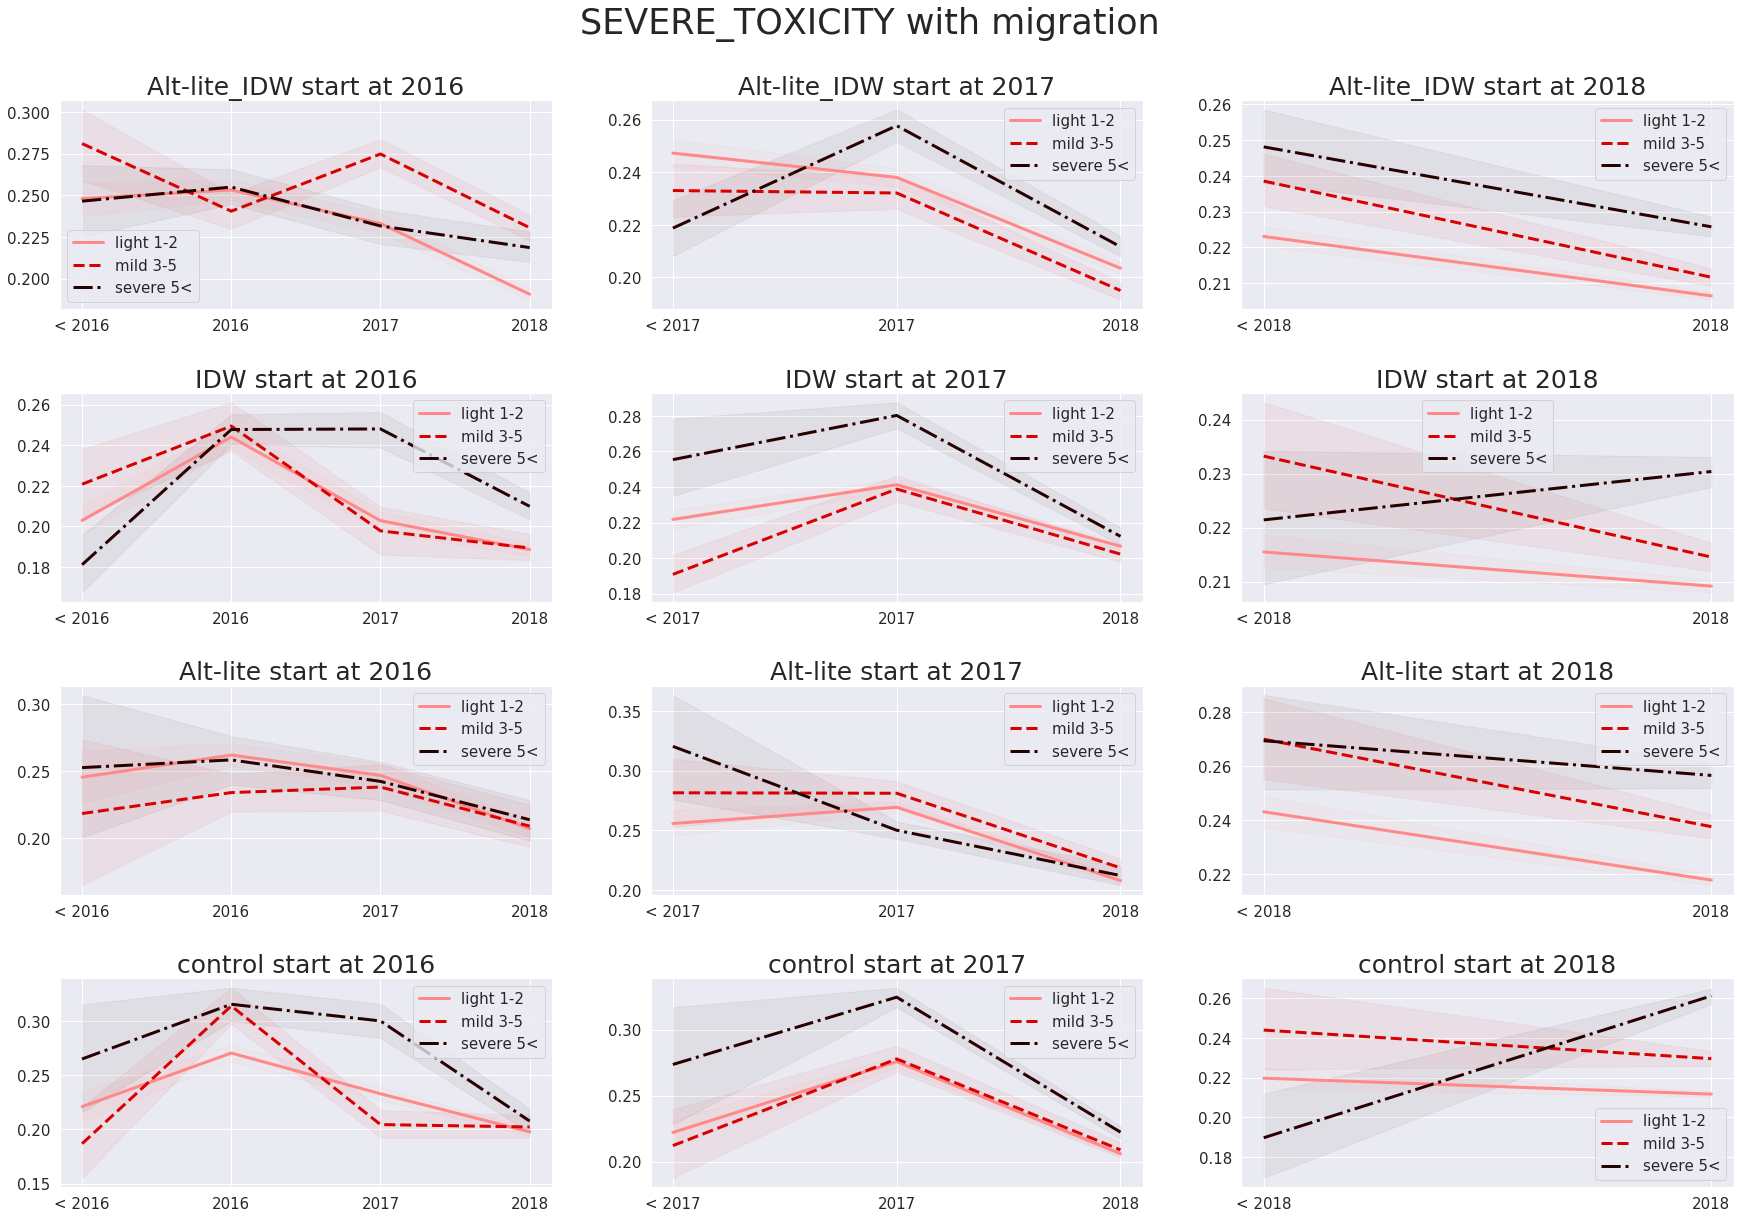 SEVERE_TOXICITY with migration
Alt-lite_IDW start at 2016
0.300
0.275
0.250
0.225
0.200
light 1-2
mild 3-5
severe 5<
< 2016 2016 2017 2018
Alt-lite_IDW start at 2017
0.26
0.24
0.22
0.20
light 1-2
mild 3-5
severe 5<
< 2017 2017 2018
Alt-lite_IDW start at 2018
0.26
0.25
0.24
0.23
0.22
0.21
light 1-2
mild 3-5
severe 5<
< 2018 2018
IDW start at 2016
0.26
0.24
0.22
0.20
0.18
light 1-2
mild 3-5
severe 5<
< 2016 2016 2017 2018
IDW start at 2017
0.28
0.26
0.24
0.22
0.20
0.18
light 1-2
mild 3-5
severe 5<
< 2017 2017 2018
IDW start at 2018
0.24
0.23
0.22
0.21
light 1-2
mild 3-5
severe 5<
< 2018 2018
Alt-lite start at 2016
0.30
0.25
0.20
light 1-2
mild 3-5
severe 5<
< 2016 2016 2017 2018
Alt-lite start at 2017
0.35
0.30
0.25
0.20
light 1-2
mild 3-5
severe 5<
< 2017 2017 2018
Alt-lite start at 2018
0.28
0.26
0.24
0.22
light 1-2
mild 3-5
severe 5<
< 2018 2018
control start at 2016
0.30
0.25
0.20
0.15
light 1-2
mild 3-5
severe 5<
< 2016 2016 2017 2018
control start at 2017
0.30
0.25
0.20
light 1-2
mild 3-5
severe 5<
< 2017 2017 2018
control start at 2018
0.26
0.24
0.22
0.20
0.18
light 1-2
mild 3-5
severe 5<
< 2018 2018